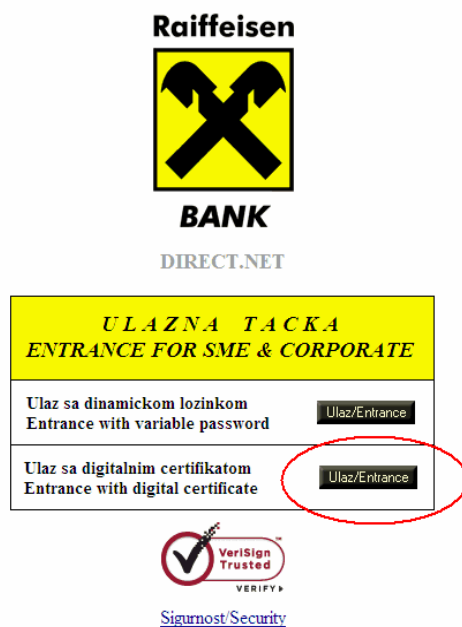 Raiffeisen
BANK
DIRECT.NET
ULAZNA TACKA
ENTRANCE FOR SME & CORPORATE
Ulaz sa dinamickom lozinkom
Entrance with variable password
Ulaz/Entrance
Ulaz sa digitalnim certifikatom
Entrance with digital certificate
Ulaz/Entrance
VeriSign
Trusted
VERIFY
Sigurnost/Security